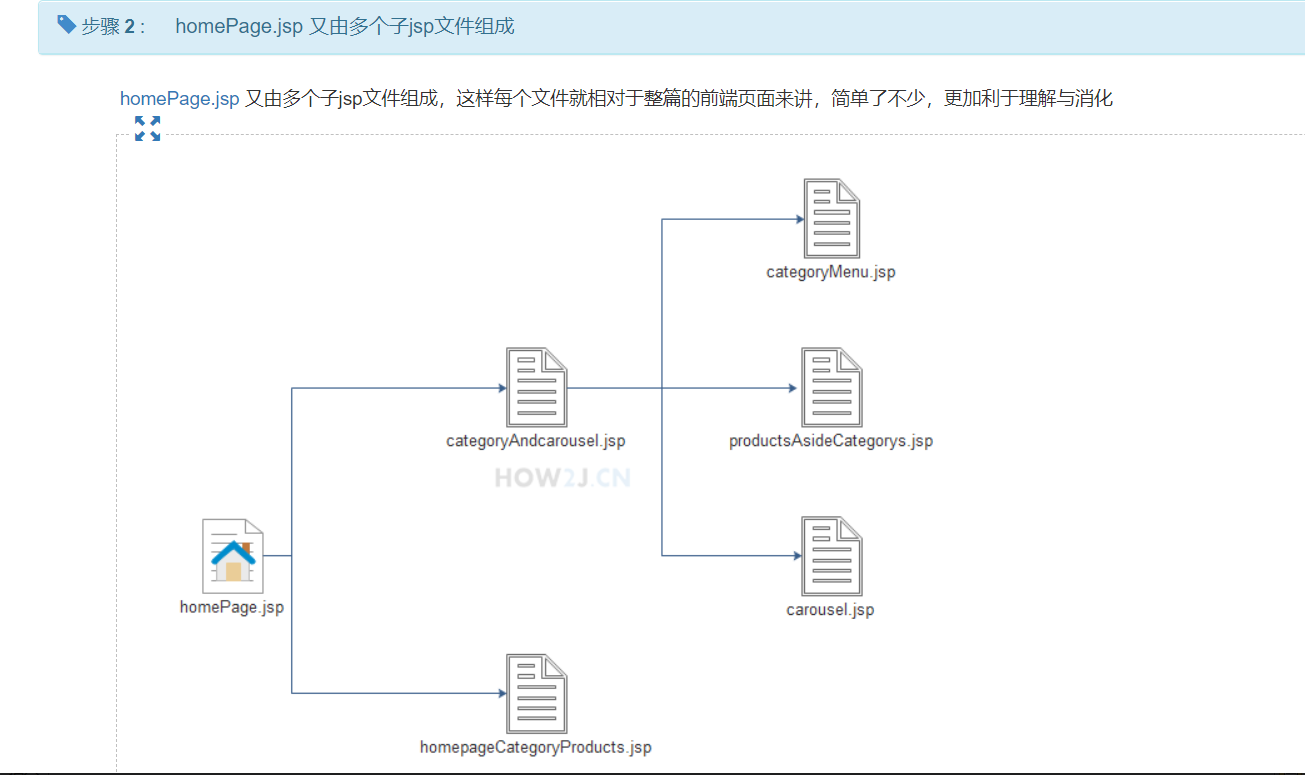 步骤 2 : homePage.jsp 又由多个子jsp文件组成
homePage.jsp 又由多个子jsp文件组成，这样每个文件就相对于整篇的前端页面来讲，简单了不少，更加利于理解与消化
categoryMenu.jsp
categoryAndcarousel.jsp
productsAsideCategorys.jsp
HOW2J.CN
homePage.jsp
carousel.jsp
homepageCategoryProducts.jsp